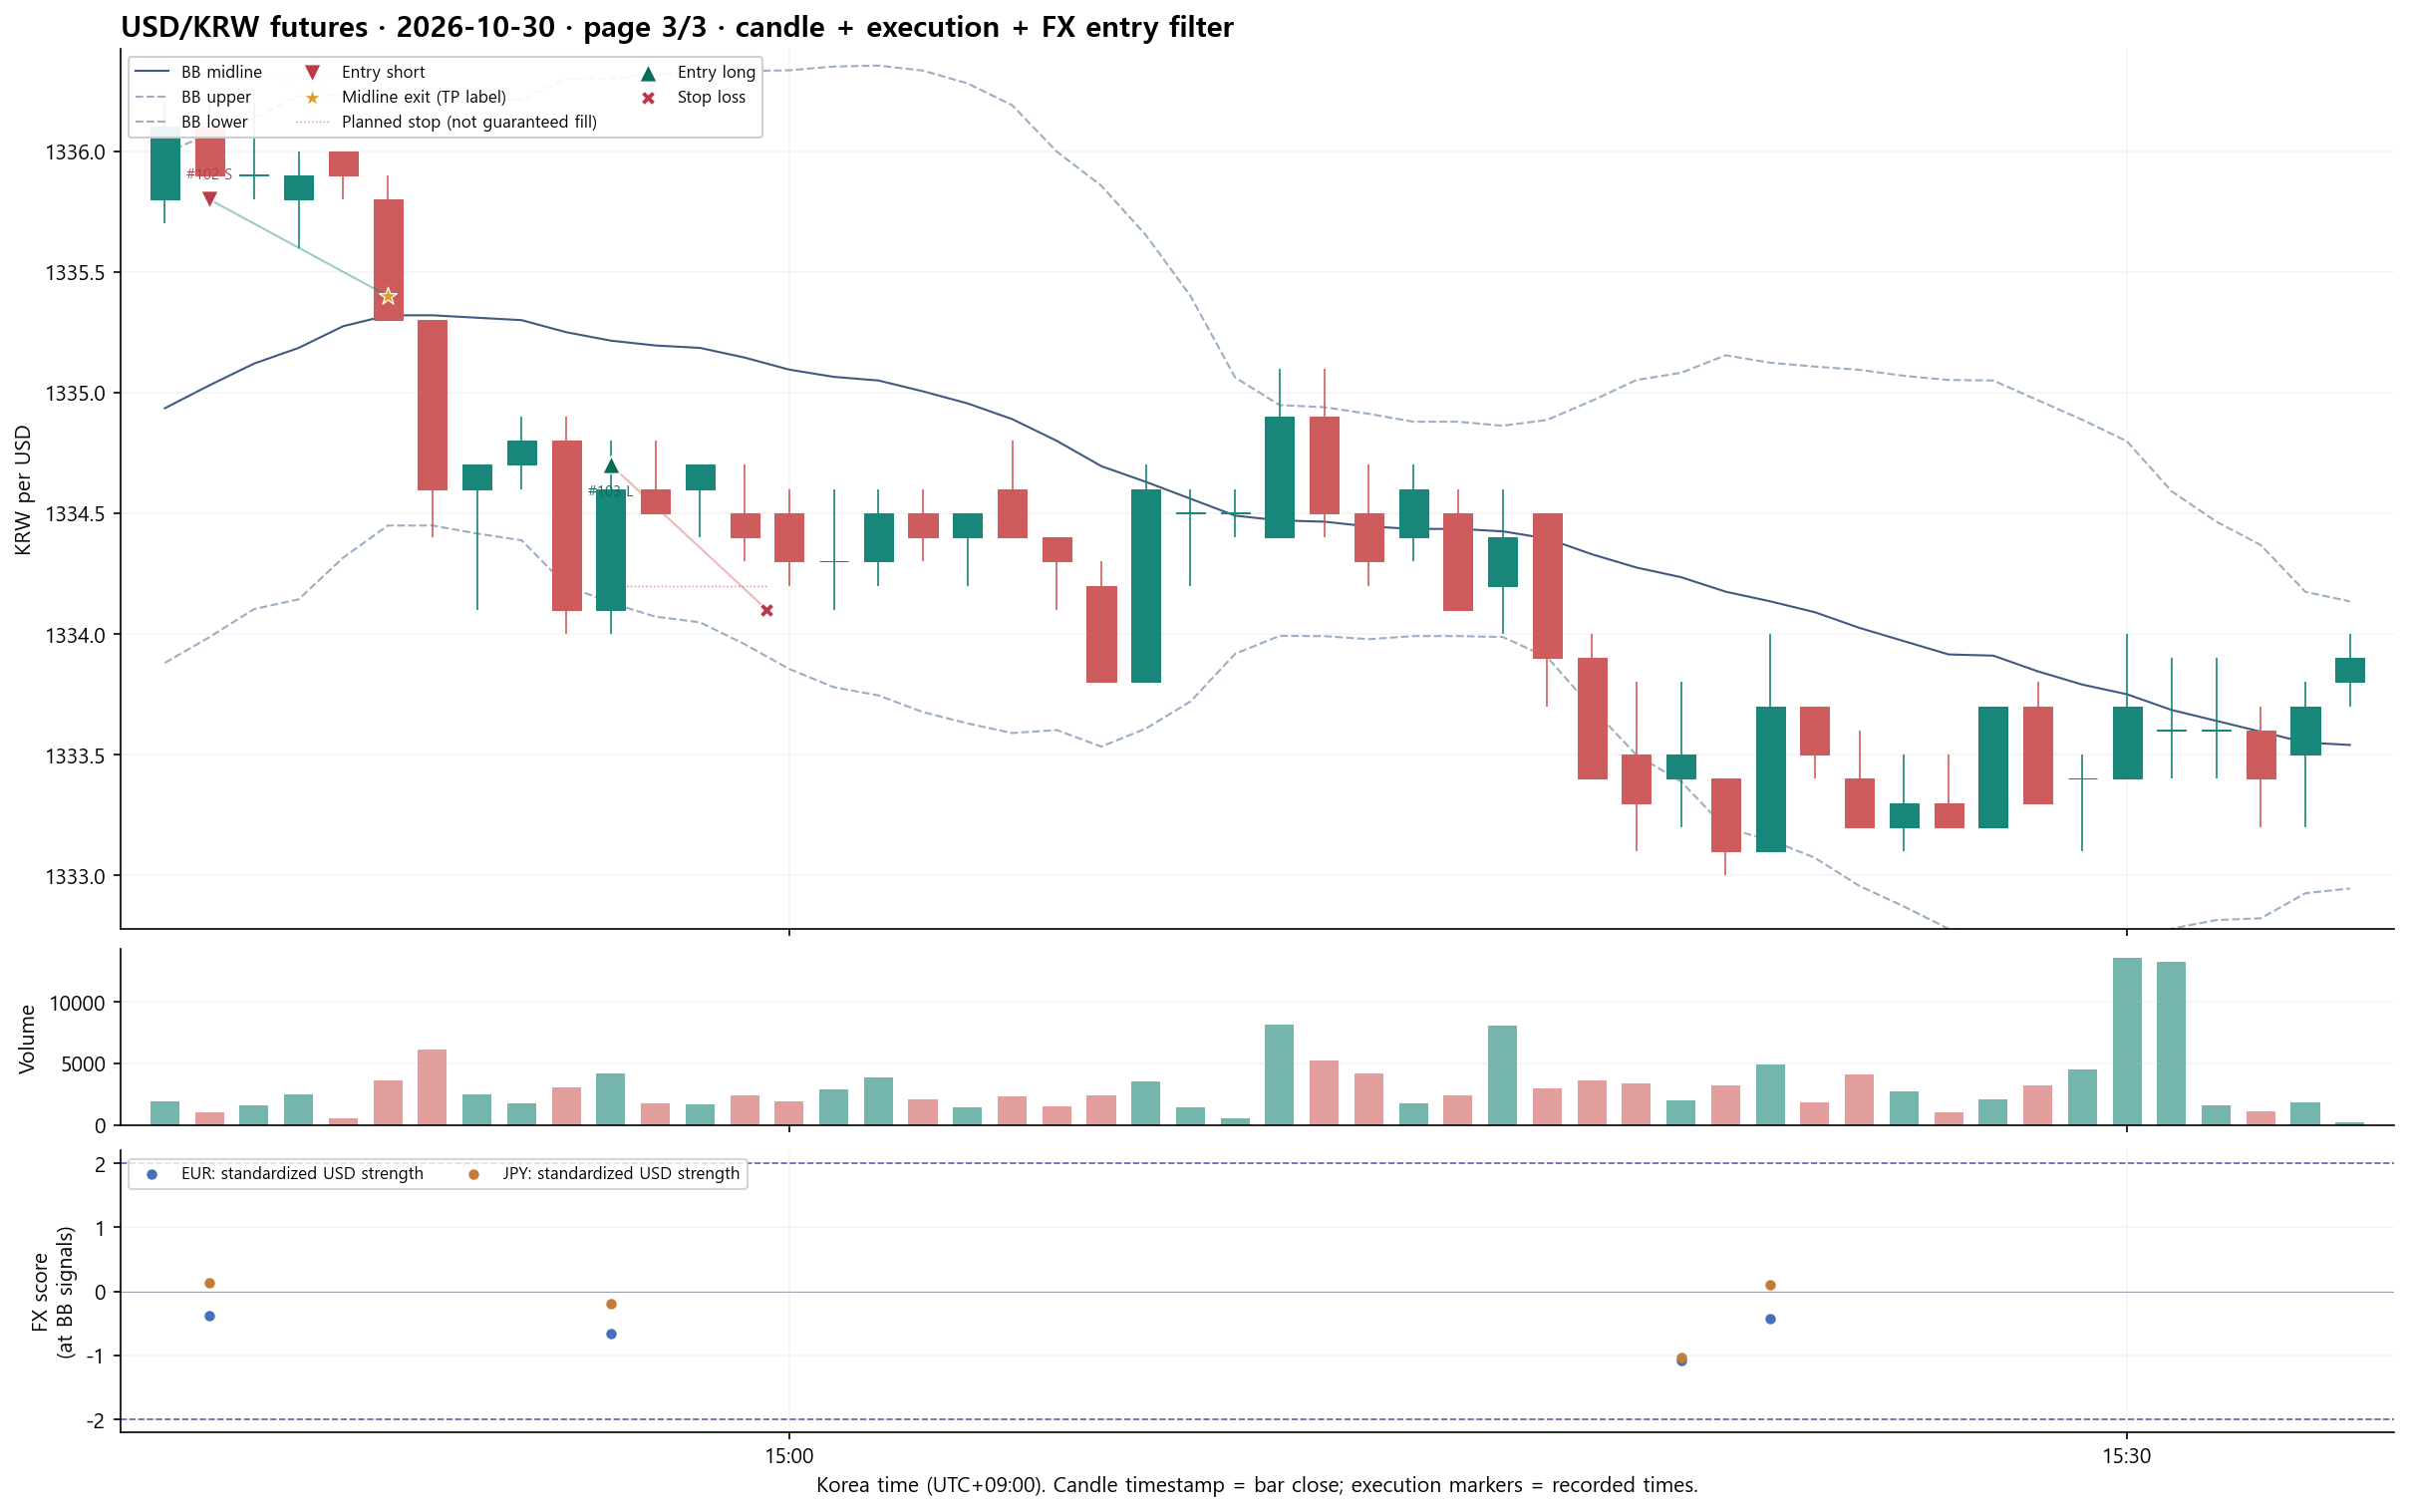 USD/KRW futures · 2026-10-30 · page 3/3 · candle + execution + FX entry filter
BB midline
BB upper
BB lower
Entry short
Midline exit (TP label)
Planned stop (not guaranteed fill)
Entry long
Stop loss
KRW per USD
1336.0
1335.5
1335.0
1334.5
1334.0
1333.5
1333.0
#102 S
#103 L
Volume
10000
5000
0
FX score
(at BB signals)
2
1
0
-1
-2
EUR: standardized USD strength
JPY: standardized USD strength
15:00
15:30
Korea time (UTC+09:00). Candle timestamp = bar close; execution markers = recorded times.